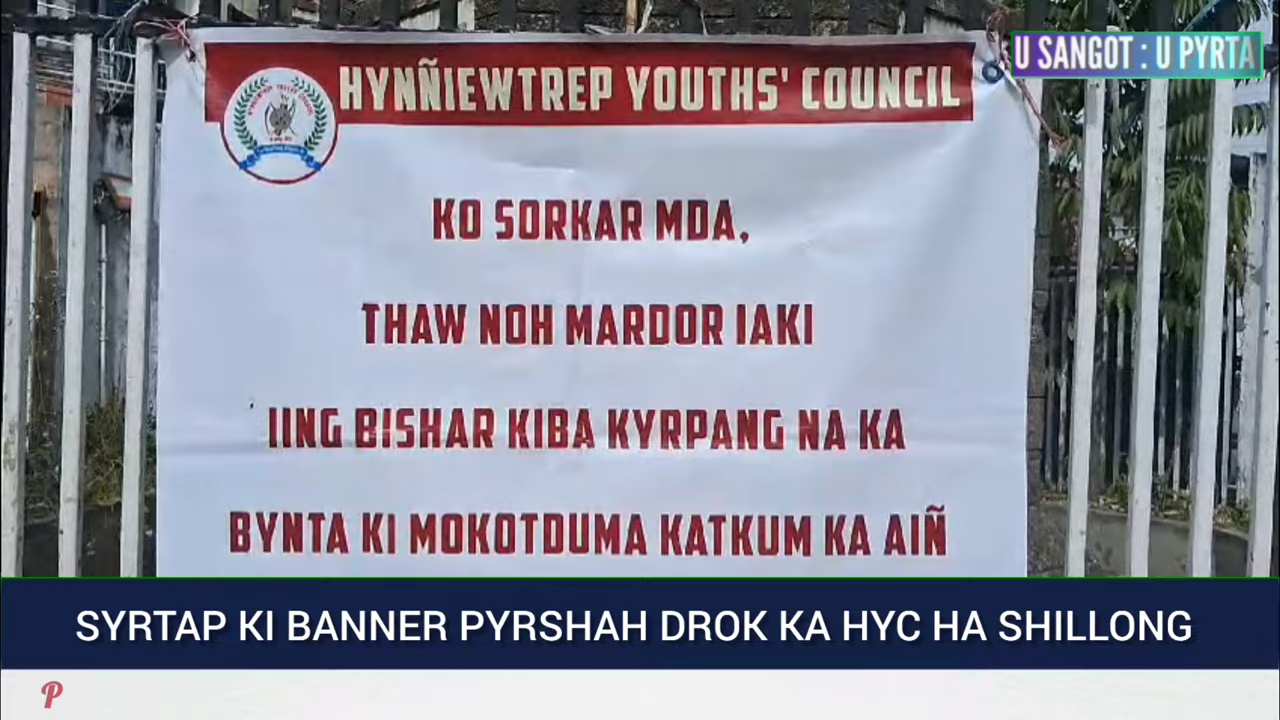 U SANGOT : U PYRTA
HYNÑIEWTREP YOUTHS' COUNCIL
KO SORKAR MDA,
THAW NOH MARDOR IAKI
IING BISHAR KIBA KYRPANG NA KA
BYNTA KI MOKOTDUMA KATKUM KA AIÑ
SYRTAP KI BANNER PYRSHAH DROK KA HYC HA SHILLONG
P